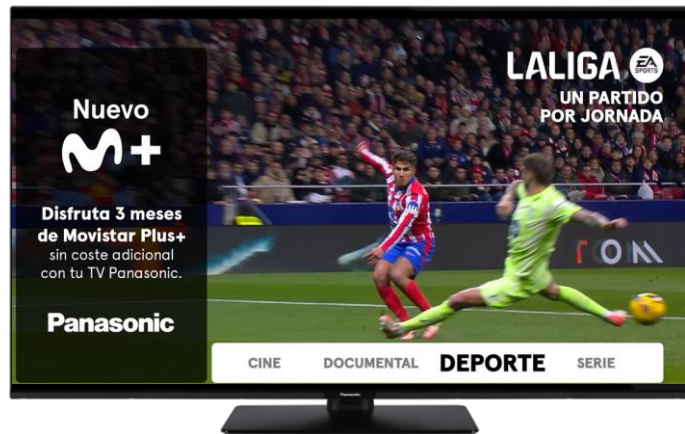 Nuevo
M+
Disfruta 3 meses
de Movistar Plus+
sin coste adicional
con tu TV Panasonic.
Panasonic
LALIGA EA SPORTS
UN PARTIDO
POR JORNADA
CINE DOCUMENTAL DEPORTE SERIE
Panasonic